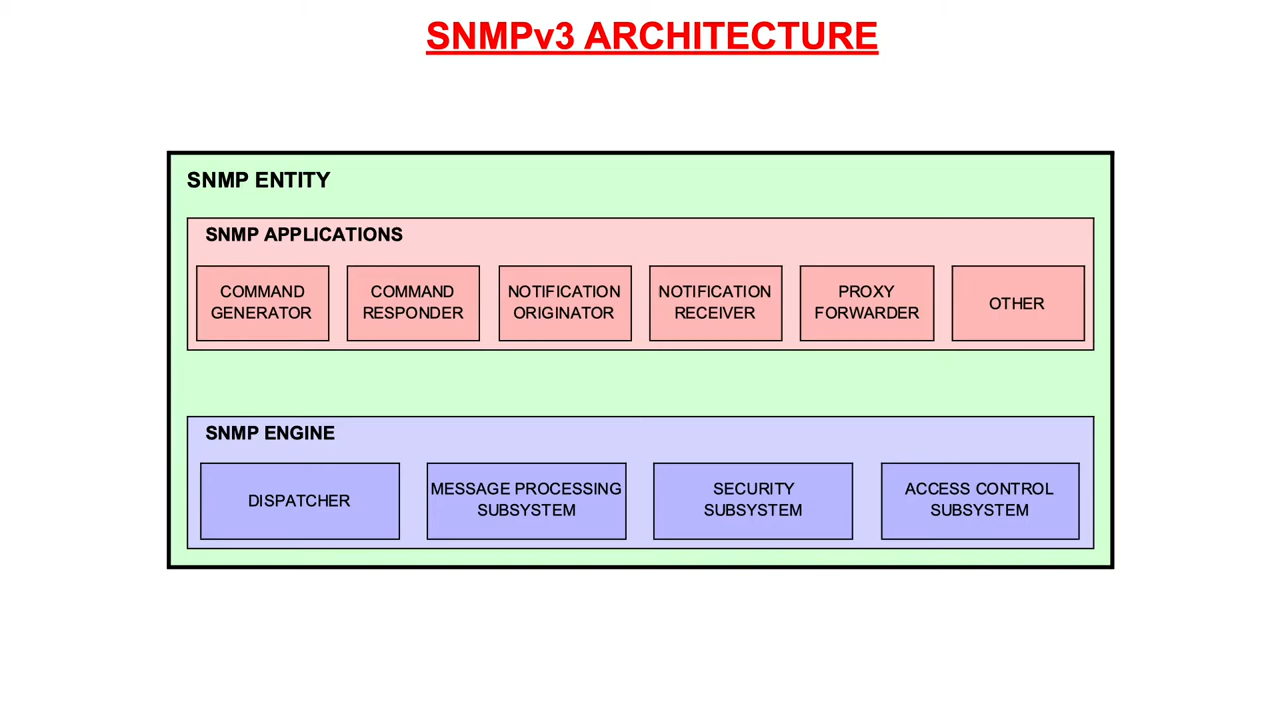 SNMPv3 ARCHITECTURE
SNMP ENTITY
SNMP APPLICATIONS
COMMAND
GENERATOR
COMMAND
RESPONDER
NOTIFICATION
ORIGINATOR
NOTIFICATION
RECEIVER
PROXY
FORWARDER
OTHER
SNMP ENGINE
DISPATCHER
MESSAGE PROCESSING
SUBSYSTEM
SECURITY
SUBSYSTEM
ACCESS CONTROL
SUBSYSTEM